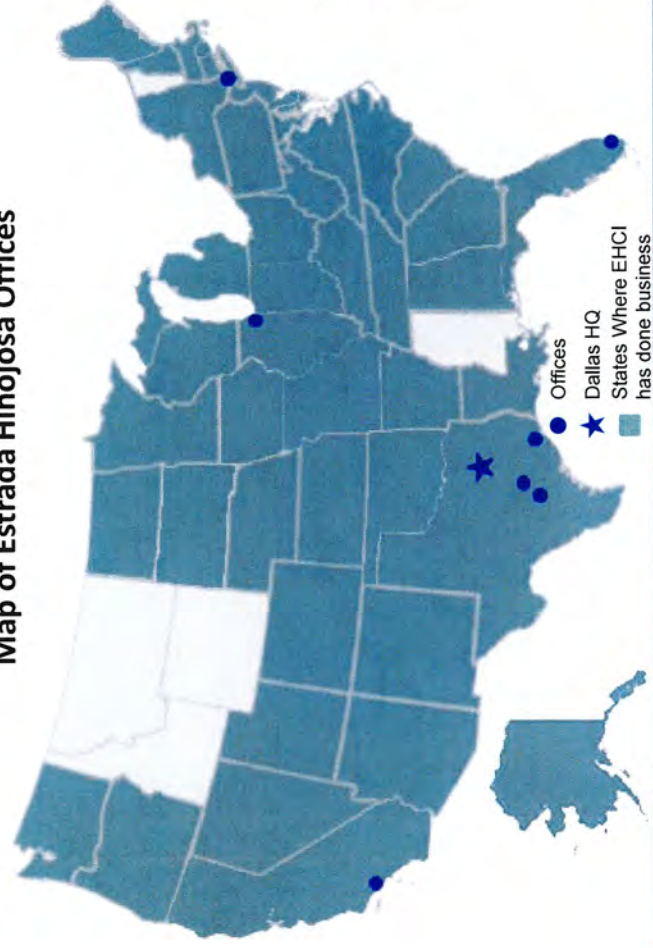 Map of Estrada Hinojosa Offices
Offices
Dallas HQ
States Where EHCI
has done business